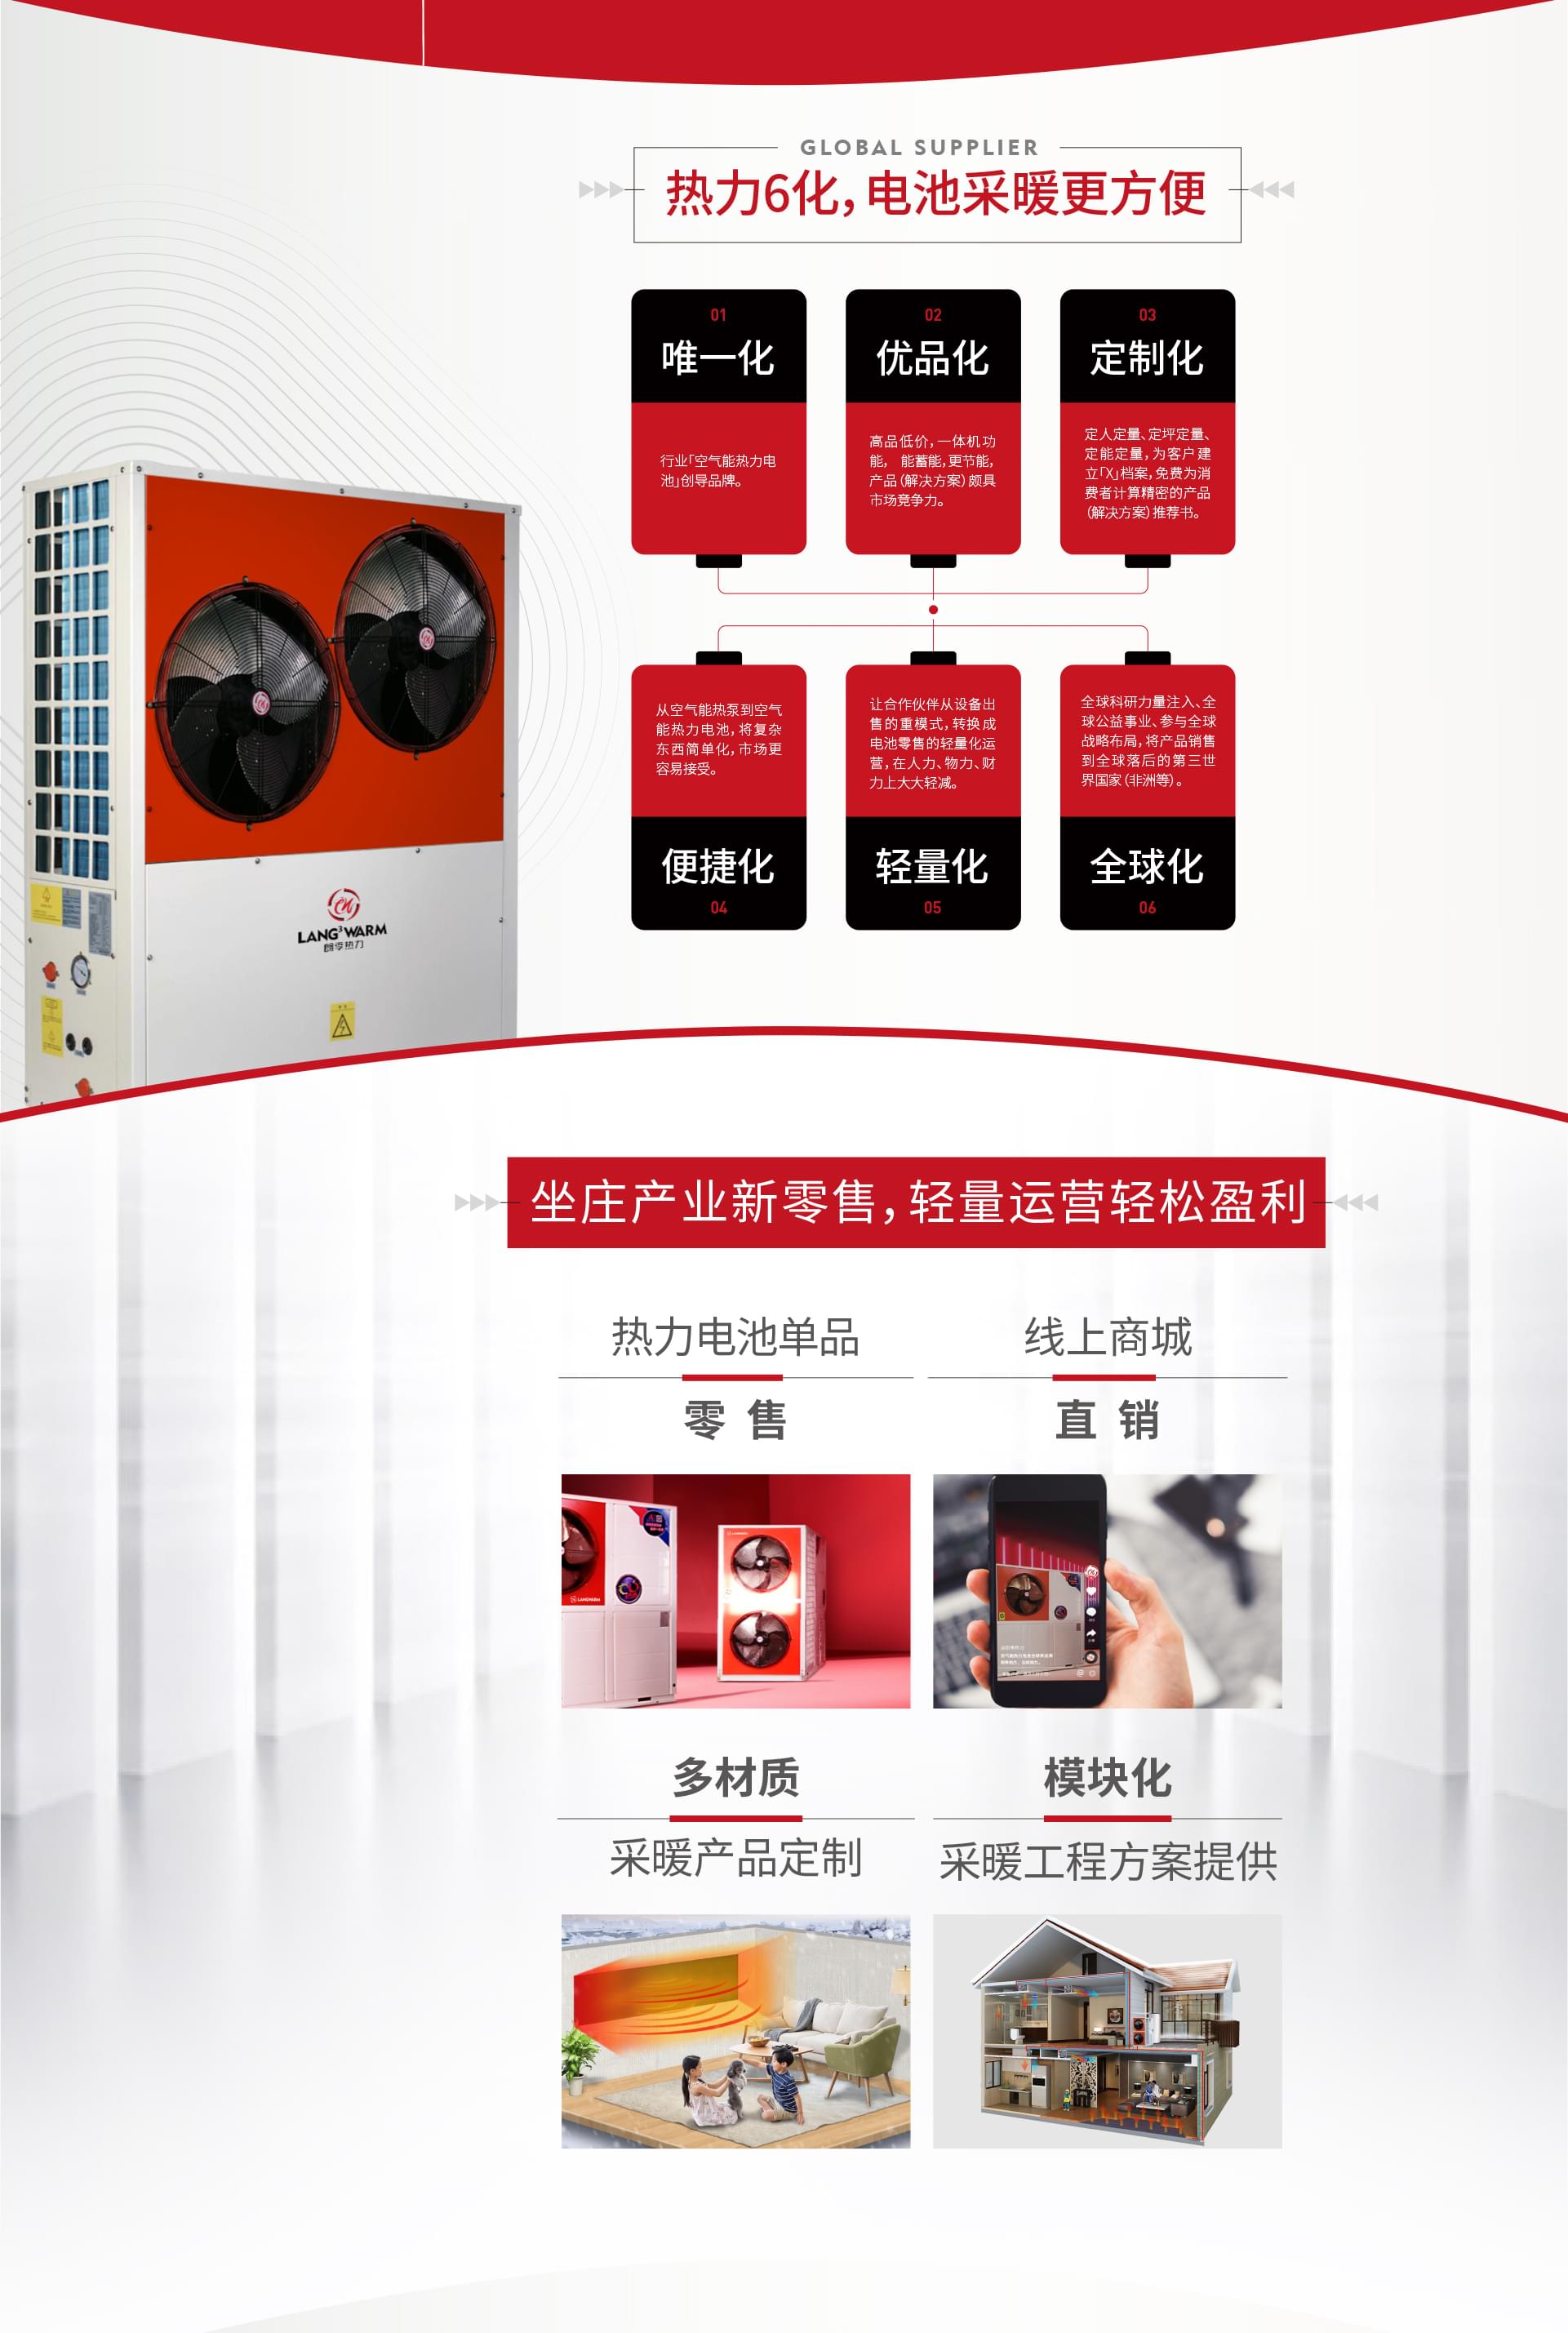 GLOBAL SUPPLIER
热力6化，电池采暖更方便
01
唯一化
行业「空气能热力电
池」创导品牌。
02
优品化
高品低价，一体机功
能， 能蓄能，更节能，
产品（解决方案）颇具
市场竞争力。
03
定制化
定人定量、定坪定量、
定能定量，为客户建
立「X」档案，免费为消
费者计算精密的产品
（解决方案）推荐书。
从空气能热泵到空气
能热力电池，将复杂
东西简单化，市场更
容易接受。
便捷化
04
让合作伙伴从设备出
售的重模式，转换成
电池零售的轻量化运
营，在人力、物力、财
力上大大轻减。
轻量化
05
全球科研力量注入、全
球公益事业、参与全球
战略布局，将产品销售
到全球落后的第三世
界国家（非洲等）。
全球化
06
LANG³WARM
朗季热力
坐庄产业新零售，轻量运营轻松盈利
热力电池单品
零 售
线上商城
直 销
LANGWARM
多材质
采暖产品定制
模块化
采暖工程方案提供